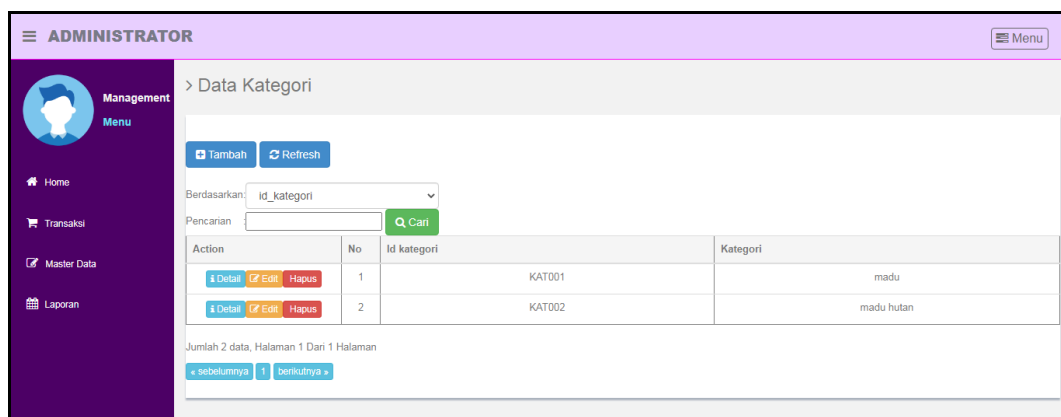 ADMINISTRATOR
Menu
Management
Menu
Home
Transaksi
Master Data
Laporan
> Data Kategori
Tambah Refresh
Berdasarkan: id_kategori
Pencarian : Cari
Action No Id kategori Kategori
Detail Edit Hapus 1 KAT001 madu
Detail Edit Hapus 2 KAT002 madu hutan
Jumlah 2 data, Halaman 1 Dari 1 Halaman
« sebelumnya 1 berikutnya »